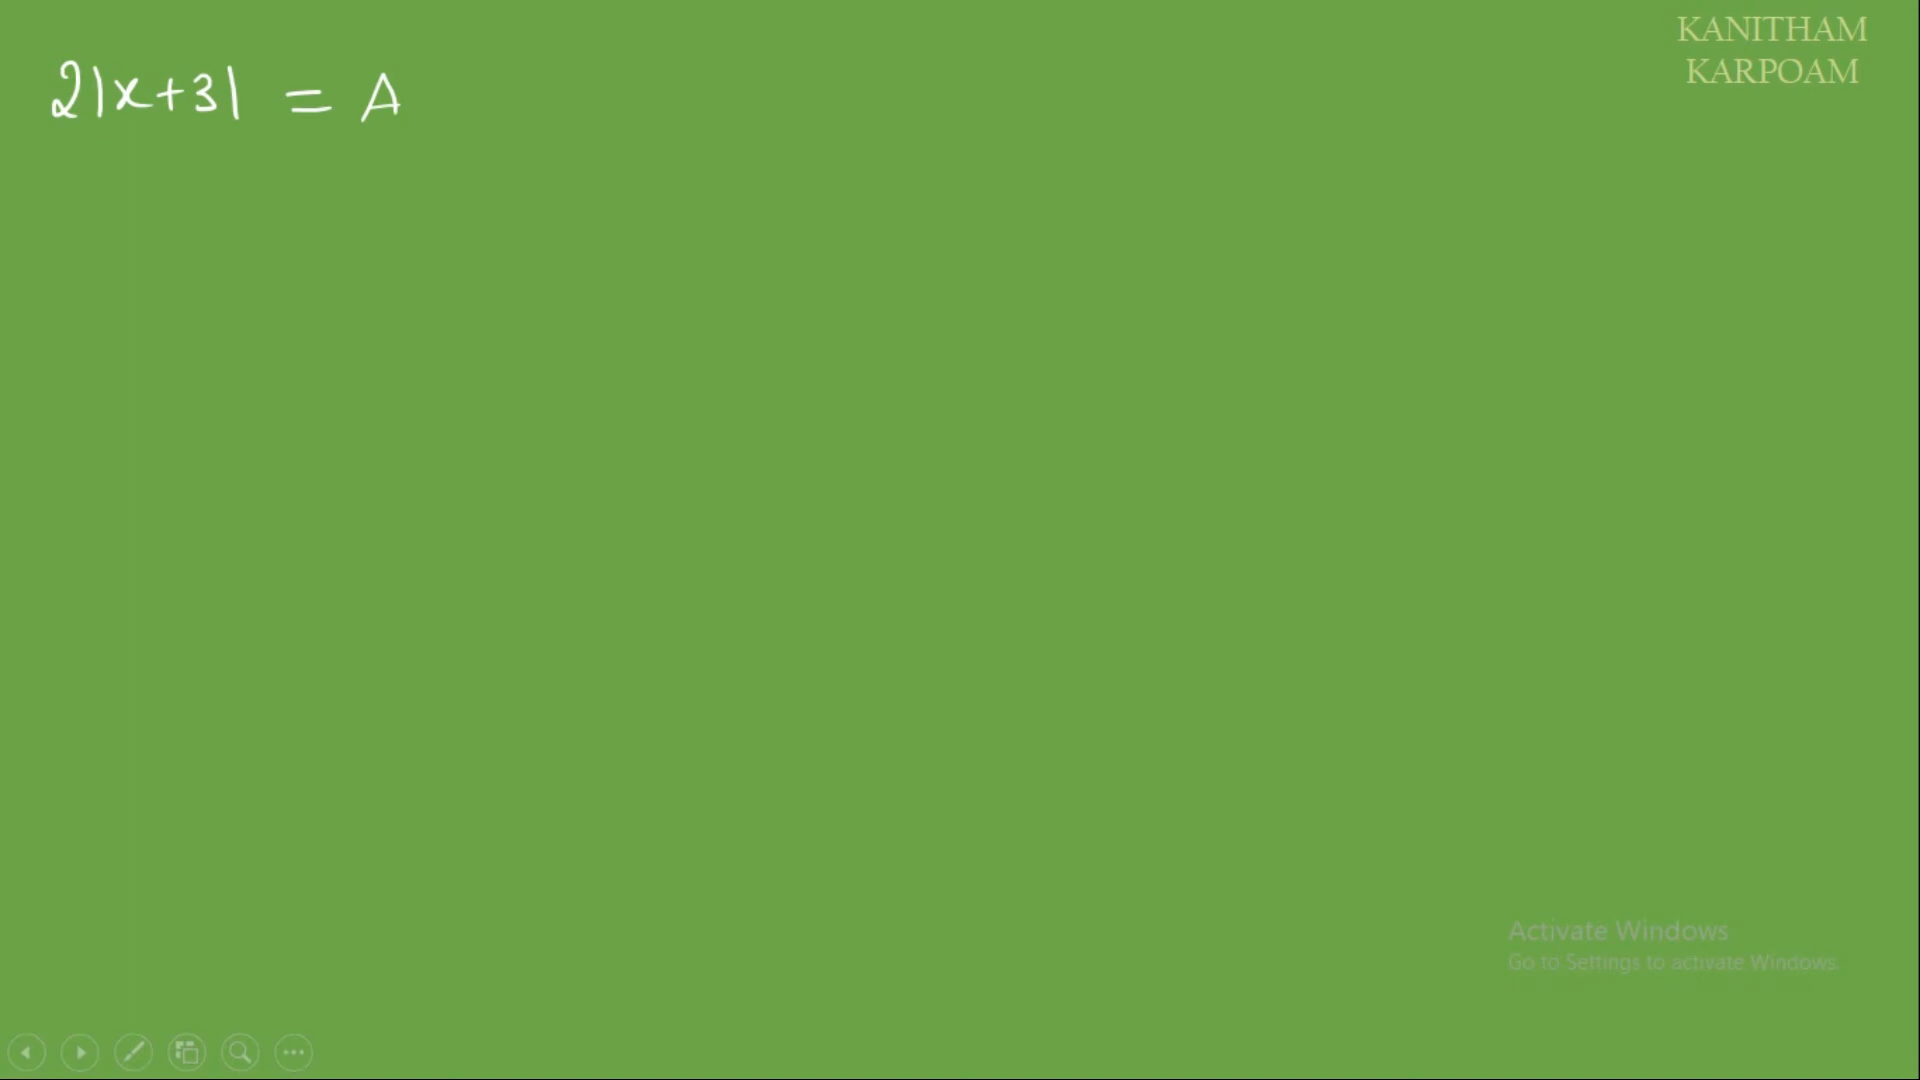 2|x+3| = A
KANITHAM
KARPOAM
Activate Windows
Go to Settings to activate Windows.